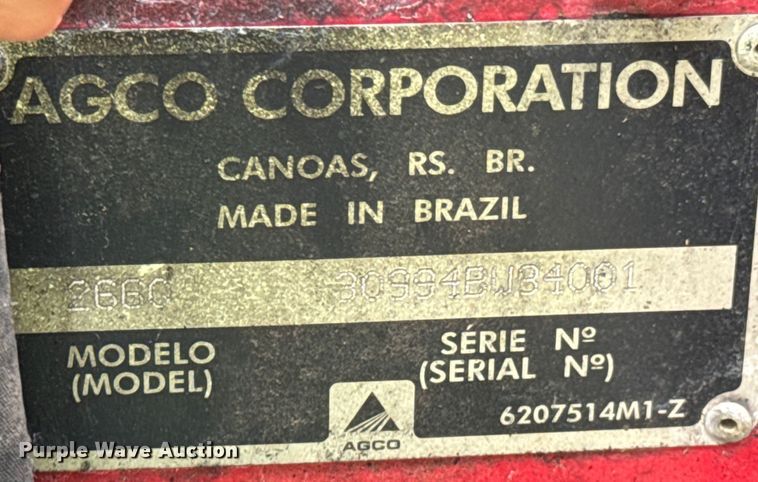 AGCO CORPORATION
CANOAS, RS. BR.
MADE IN BRAZIL
2660
MODELO
(MODEL)
SÉRIE Nº
(SERIAL Nº)
AGCO
6207514M1-Z
Purple Wave Auction